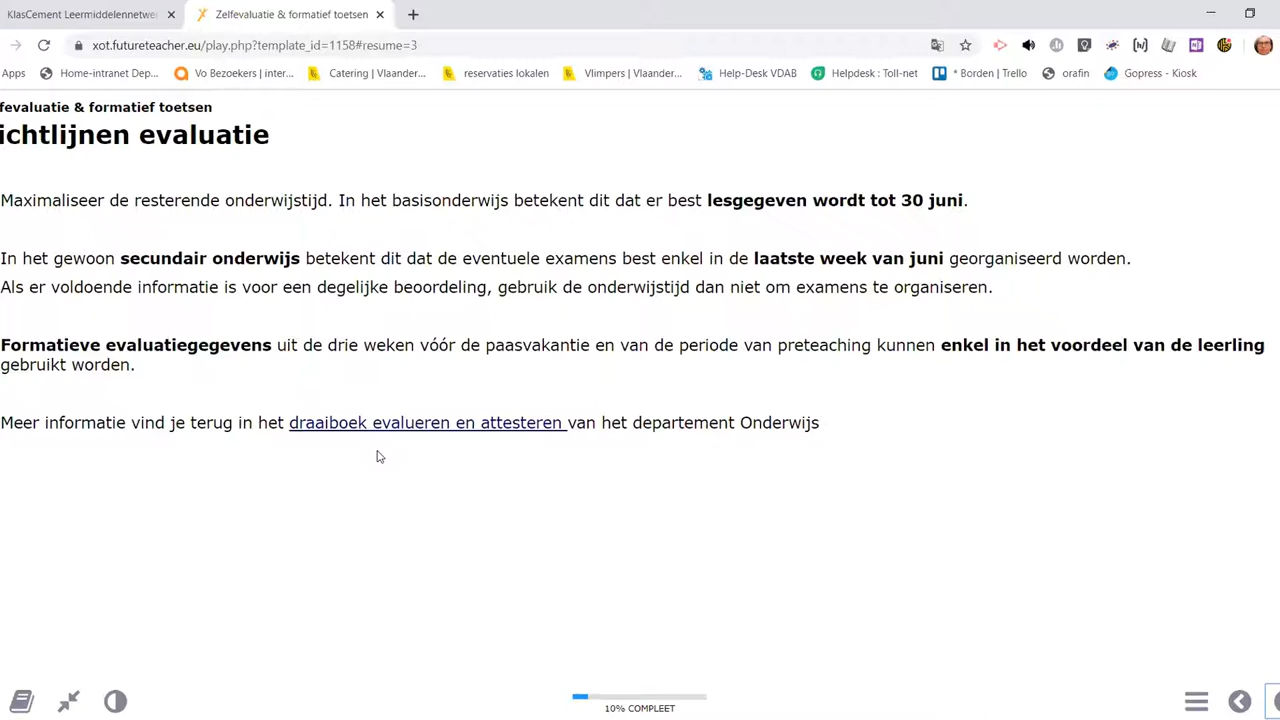 KlasCement Leermiddelennetwe
Zelfevaluatie & formatief toetsen
xot.futureteacher.eu/play.php?template_id=1158#resume=3
Apps
Home-intranet Dep...
Vo Bezoekers | inter...
Catering | Vlaander...
reservaties lokalen
Vlimpers | Vlaander...
Help-Desk VDAB
Helpdesk : Toll-net
* Borden | Trello
orafin
Gopress - Kiosk
fevaluatie & formatief toetsen
ichtlijnen evaluatie
Maximaliseer de resterende onderwijstijd. In het basisonderwijs betekent dit dat er best lesgegeven wordt tot 30 juni.
In het gewoon secundair onderwijs betekent dit dat de eventuele examens best enkel in de laatste week van juni georganiseerd worden.
Als er voldoende informatie is voor een degelijke beoordeling, gebruik de onderwijstijd dan niet om examens te organiseren.
Formatieve evaluatiegegevens uit de drie weken vóór de paasvakantie en van de periode van preteaching kunnen enkel in het voordeel van de leerling
gebruikt worden.
Meer informatie vind je terug in het draaiboek evalueren en attesteren van het departement Onderwijs
10% COMPLEET